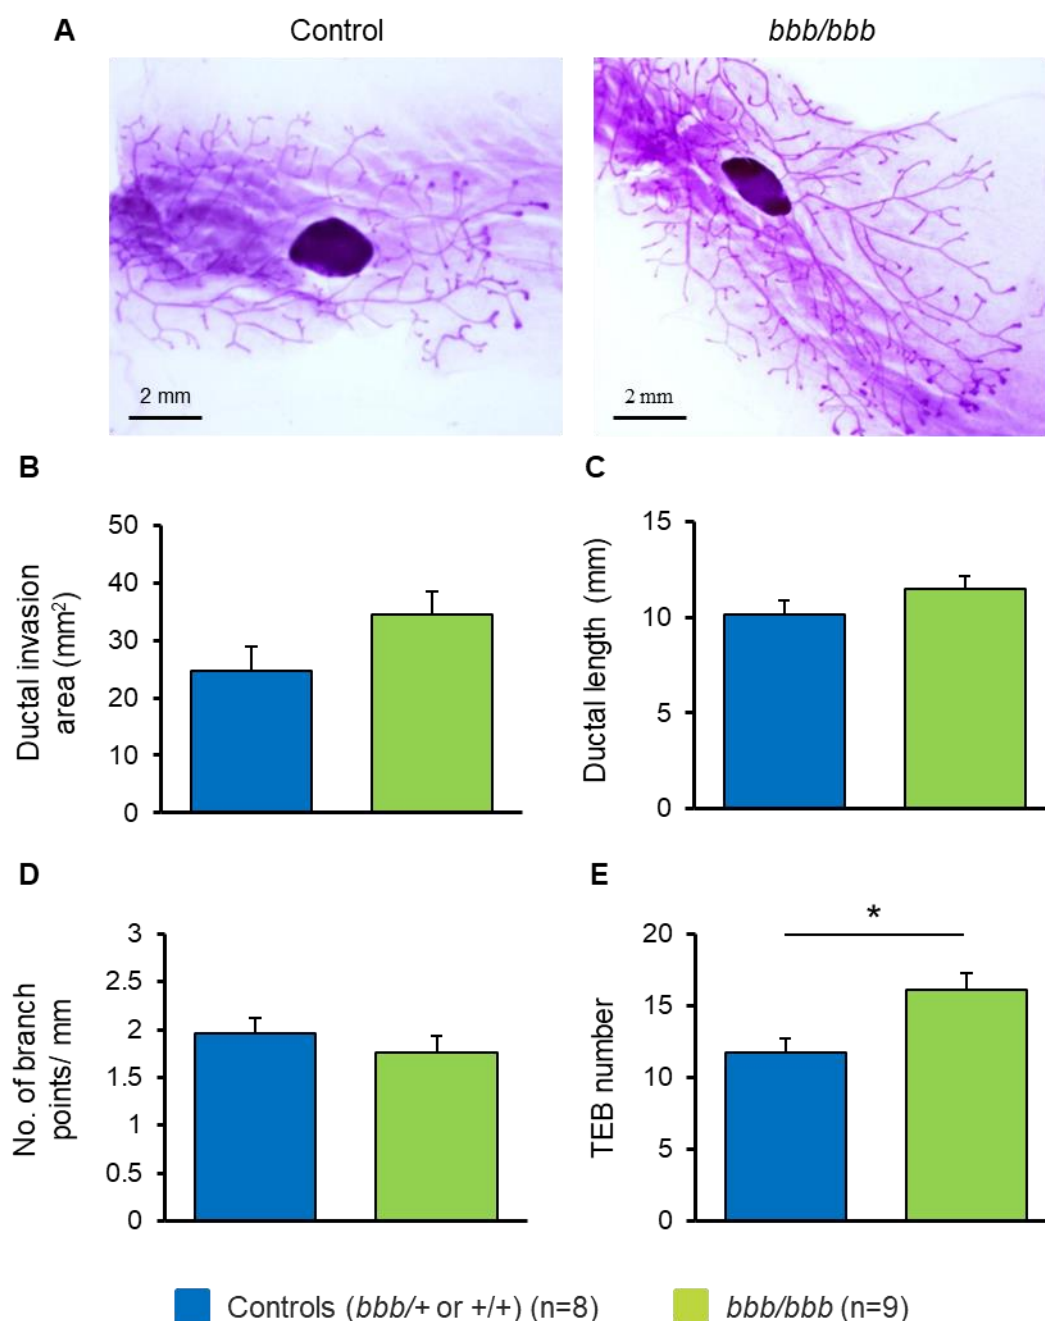 A
Control
bbb/bbb
2 mm
2 mm
B
C
Ductal invasion
area (mm²)
50
40
30
20
10
0
Ductal length (mm)
15
10
5
0
D
E
No. of branch
points/ mm
3
2.5
2
1.5
1
0.5
0
TEB number
20
15
10
5
0
*
Controls (bbb/+ or +/+) (n=8)
bbb/bbb (n=9)